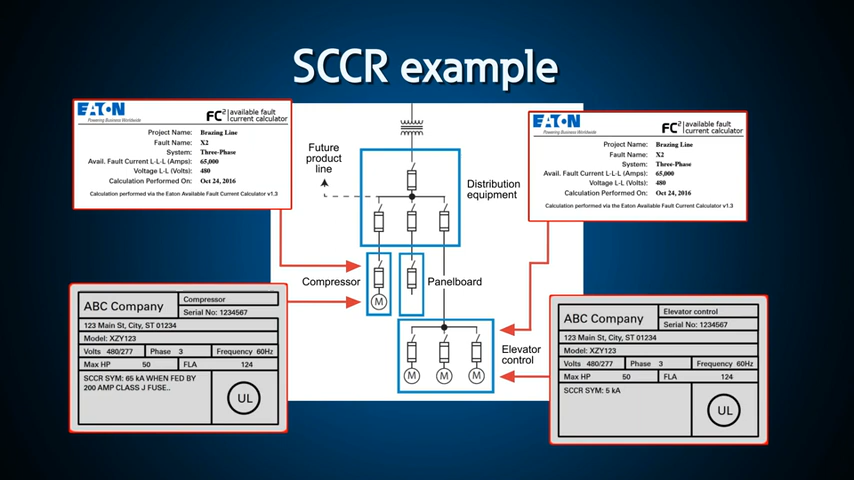 SCCR example
EATON
Powering Business Worldwide
FC² | available fault current calculator
Project Name: Brazing Line
Fault Name: X2
System: Three-Phase
Avail. Fault Current L-L-L (Amps): 65,000
Voltage L-L (Volts): 480
Calculation Performed On: Oct 24, 2016
Calculation performed via the Eaton Available Fault Current Calculator v1.3
Future
product
line
Distribution
equipment
EATON
Powering Business Worldwide
FC² | available fault current calculator
Project Name: Brazing Line
Fault Name: X2
System: Three-Phase
Avail. Fault Current L-L-L (Amps): 65,000
Voltage L-L (Volts): 480
Calculation Performed On: Oct 24, 2016
Calculation performed via the Eaton Available Fault Current Calculator v1.3
Compressor
M
Panelboard
Elevator
control
M M M
ABC Company
Compressor
Serial No: 1234567
123 Main St, City, ST 01234
Model: XZY123
Volts 480/277 Phase 3 Frequency 60Hz
Max HP 50 FLA 124
SCCR SYM: 65 kA WHEN FED BY
200 AMP CLASS J FUSE..
UL
ABC Company
Elevator control
Serial No: 1234567
123 Main St, City, ST 01234
Model: XZY123
Volts 480/277 Phase 3 Frequency 60Hz
Max HP 50 FLA 124
SCCR SYM: 5 kA
UL